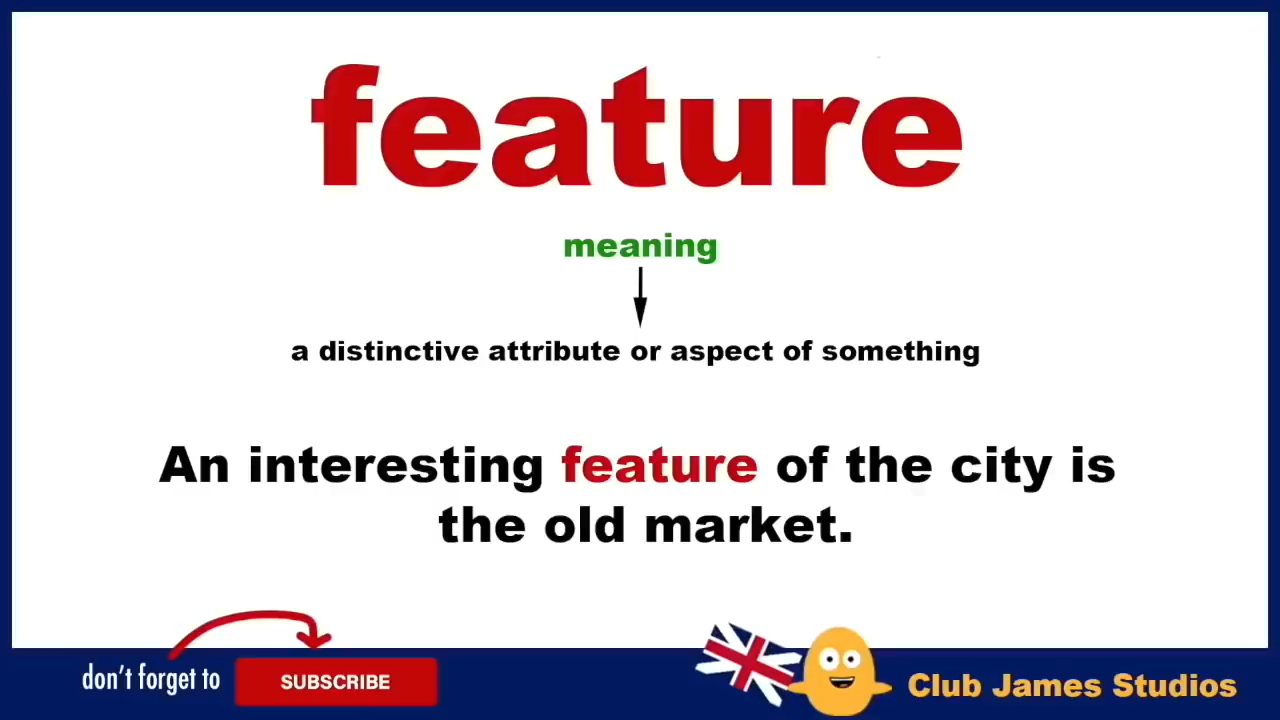 feature
meaning
a distinctive attribute or aspect of something
An interesting feature of the city is
the old market.
don't forget to
SUBSCRIBE
Club James Studios